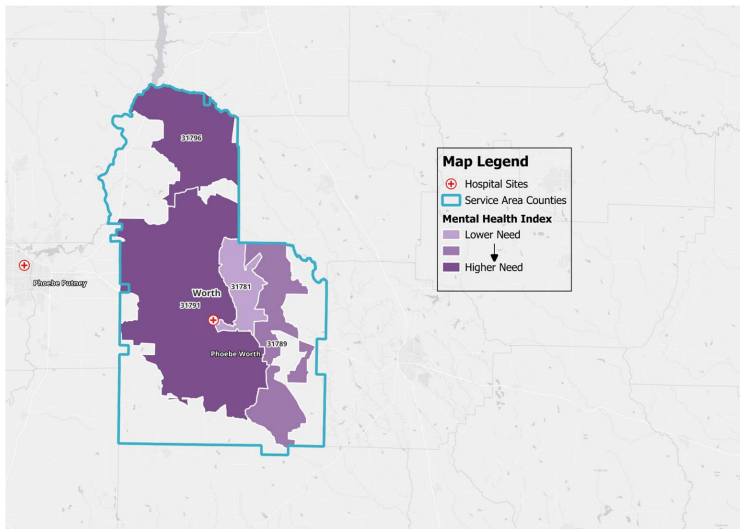 31796
31781
Worth
31791
31789
Phoebe Worth
Phoebe Putney
Map Legend
Hospital Sites
Service Area Counties
Mental Health Index
Lower Need
Higher Need